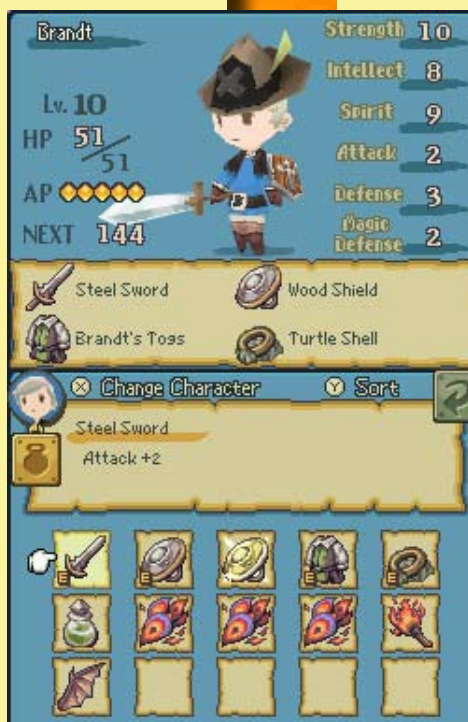 Brandt
Strength 10
Intellect 8
Spirit 9
Attack 2
Defense 3
Magic Defense 2
Lv. 10
HP 51/51
AP
NEXT 144
Steel Sword
Wood Shield
Brandt's Togs
Turtle Shell
X Change Character
Y Sort
Steel Sword
Attack +2
E E E E